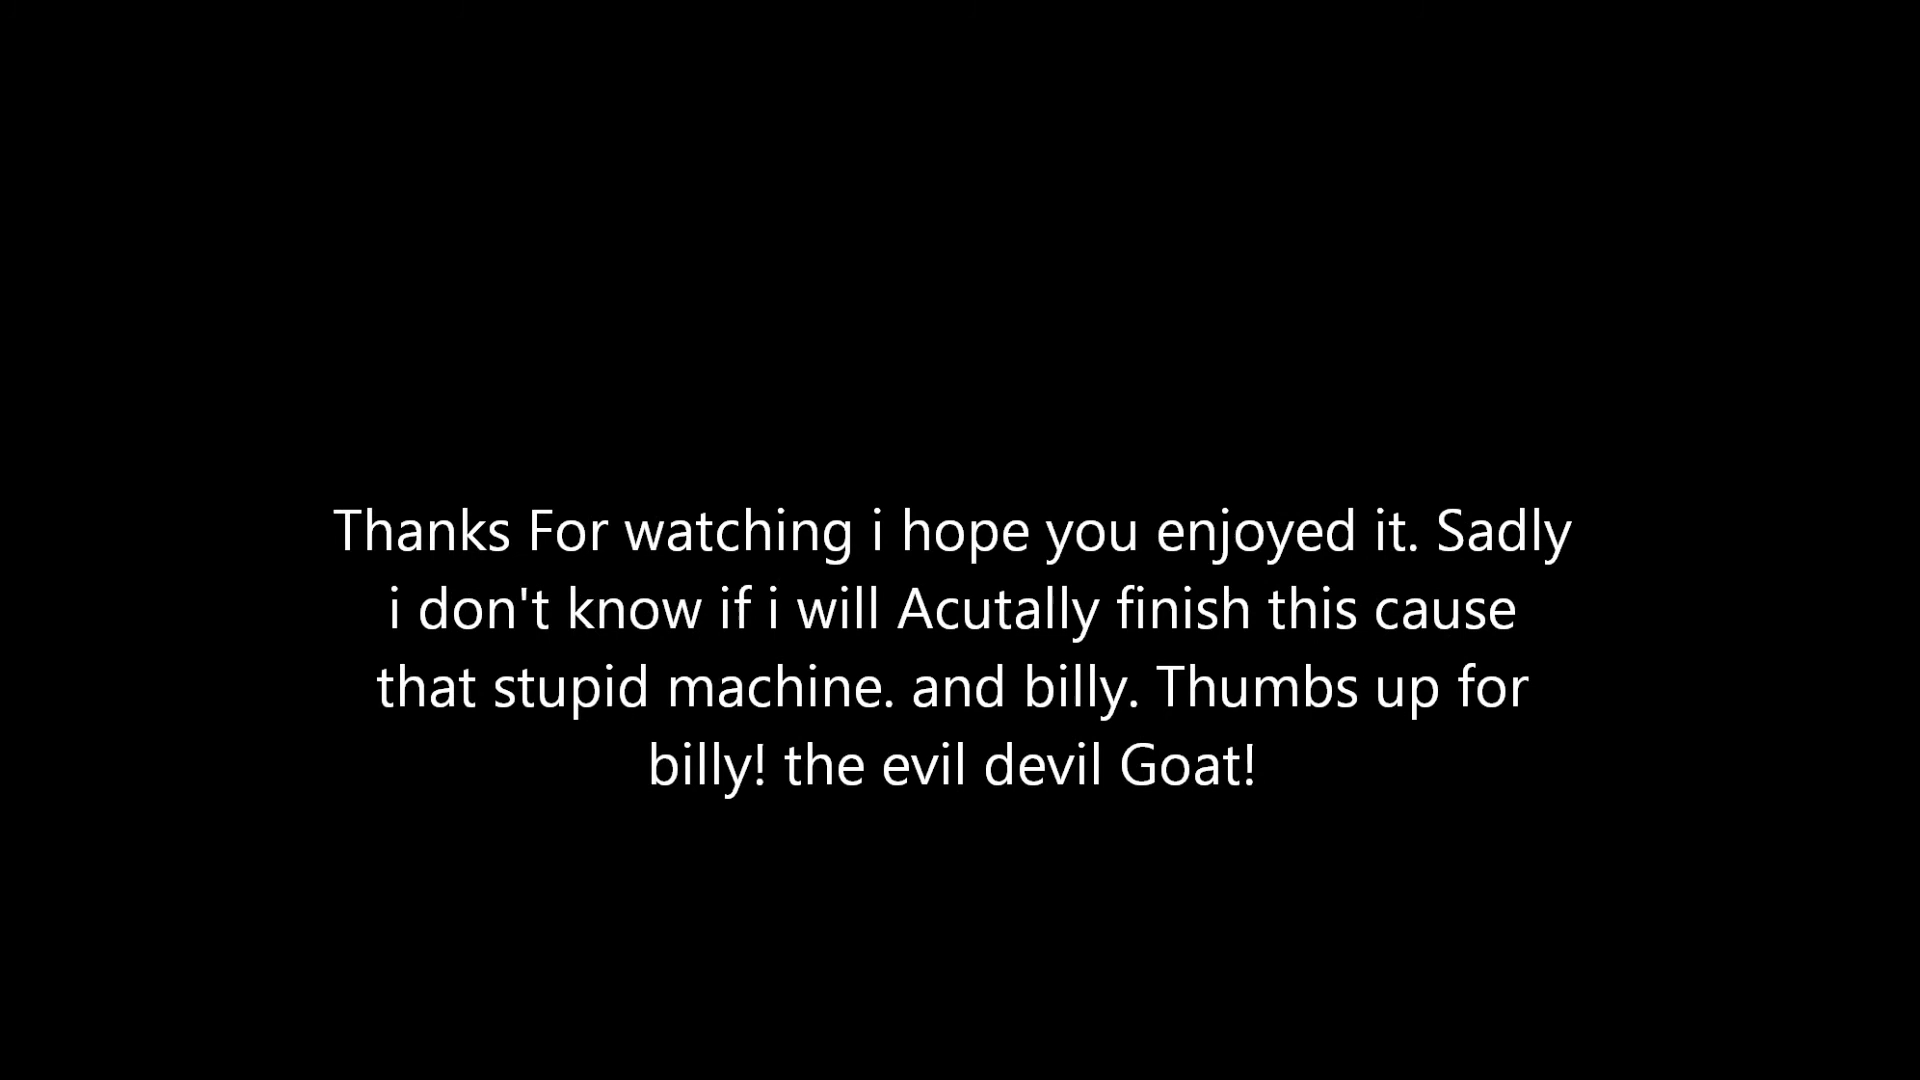 Thanks For watching i hope you enjoyed it. Sadly
i don't know if i will Acutally finish this cause
that stupid machine. and billy. Thumbs up for
billy! the evil devil Goat!